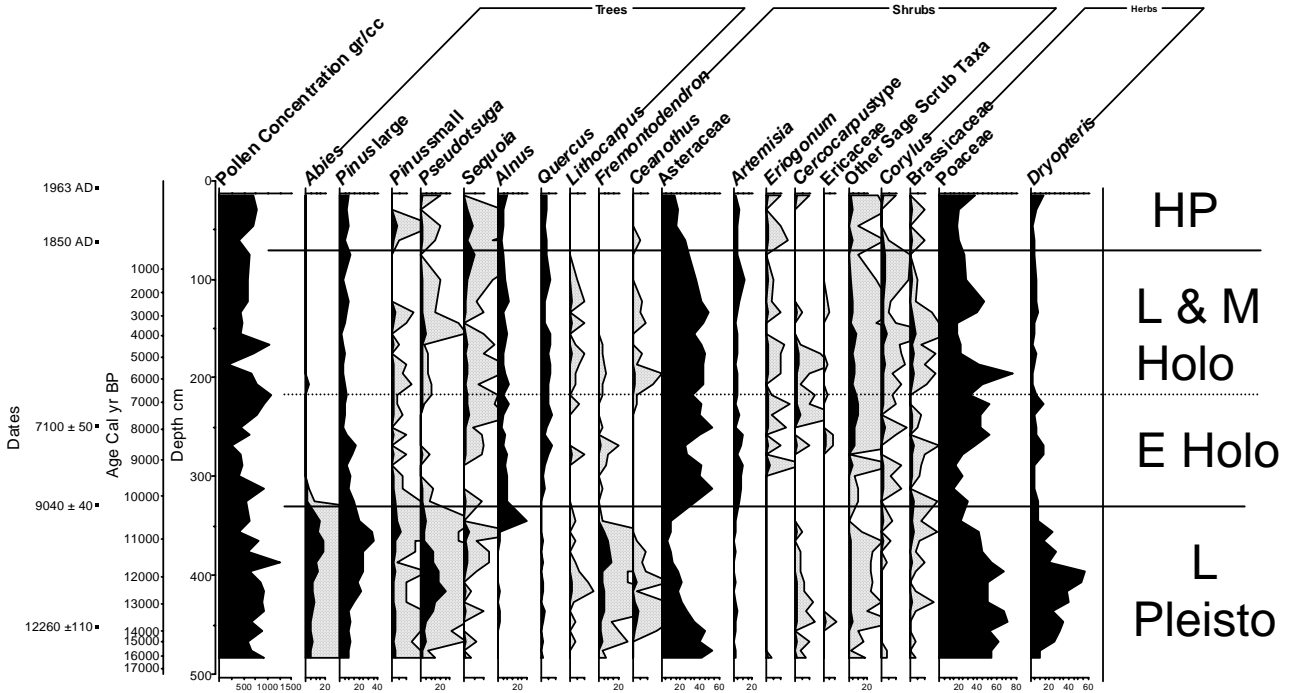 Trees
Shrubs
Herbs
Pollen Concentration gr/cc
Abies
Pinus large
Pinus small
Pseudotsuga
Sequoia
Alnus
Quercus
Lithocarpus
Fremontodendron
Ceanothus
Asteraceae
Artemisia
Eriogonum
Cercocarpus type
Ericaceae
Other Sage Scrub Taxa
Corylus
Brassicaceae
Poaceae
Dryopteris
Dates
Age Cal yr BP
Depth cm
1963 AD
1850 AD
7100 ± 50
9040 ± 40
12260 ±110
1000
2000
3000
4000
5000
6000
7000
8000
9000
10000
11000
12000
13000
14000
15000
16000
17000
0
100
200
300
400
500
HP
L & M
Holo
E Holo
L
Pleisto
500 1000 1500 20 20 40 20 20 20 20 40 60 20 20 40 60 80 20 40 60